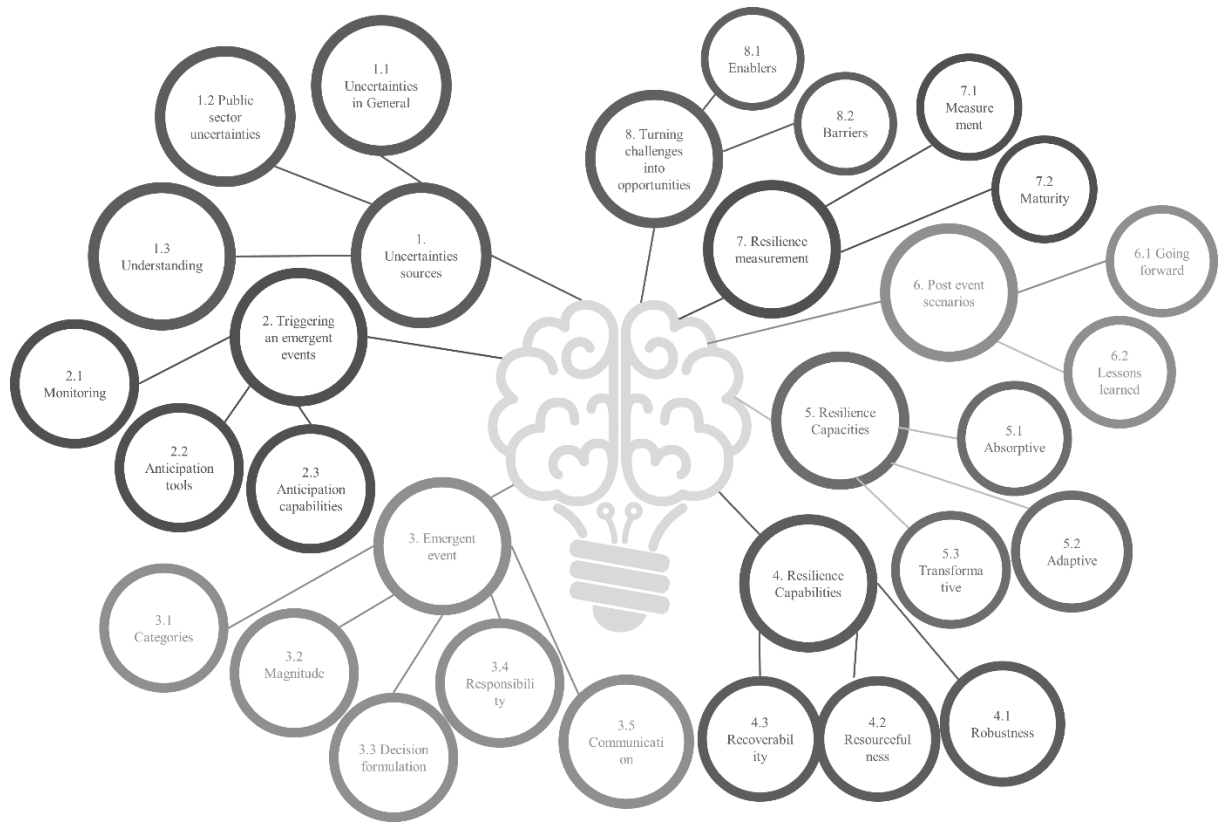 1.1
Uncertainties
in General
1.2 Public
sector
uncertainties
1.3
Understanding
1.
Uncertainties
sources
2. Triggering
an emergent
events
2.1
Monitoring
2.2
Anticipation
tools
2.3
Anticipation
capabilities
3. Emergent
event
3.1
Categories
3.2
Magnitude
3.3 Decision
formulation
3.4
Responsibili
ty
3.5
Communicati
on
4. Resilience
Capabilities
4.3
Recoverabil
ity
4.2
Resourceful
ness
4.1
Robustness
5. Resilience
Capacities
5.1
Absorptive
5.2
Adaptive
5.3
Transforma
tive
6. Post event
scenarios
6.1 Going
forward
6.2
Lessons
learned
7. Resilience
measurement
7.1
Measure
ment
7.2
Maturity
8. Turning
challenges
into
opportunities
8.1
Enablers
8.2
Barriers